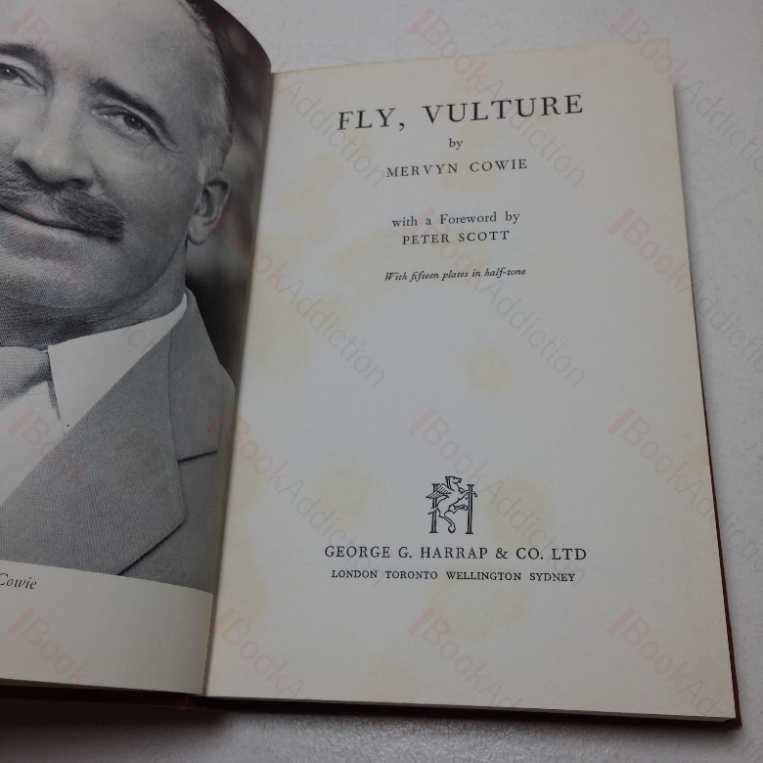 FLY, VULTURE
by
MERVYN COWIE
with a Foreword by
PETER SCOTT
With fifteen plates in half-tone
GEORGE G. HARRAP & CO. LTD
LONDON TORONTO WELLINGTON SYDNEY
Cowie
BookAddiction